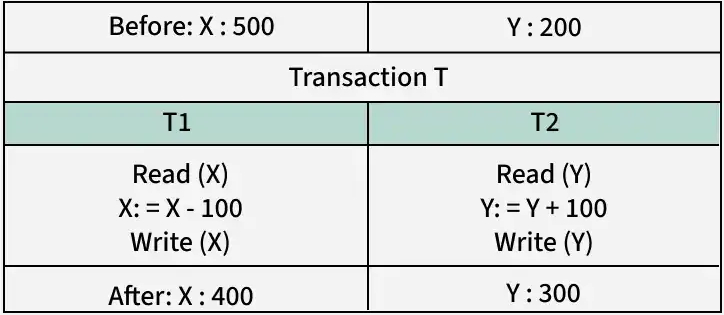 Before: X : 500
Y : 200
Transaction T
T1
T2
Read (X)
X: = X - 100
Write (X)
Read (Y)
Y: = Y + 100
Write (Y)
After: X : 400
Y : 300